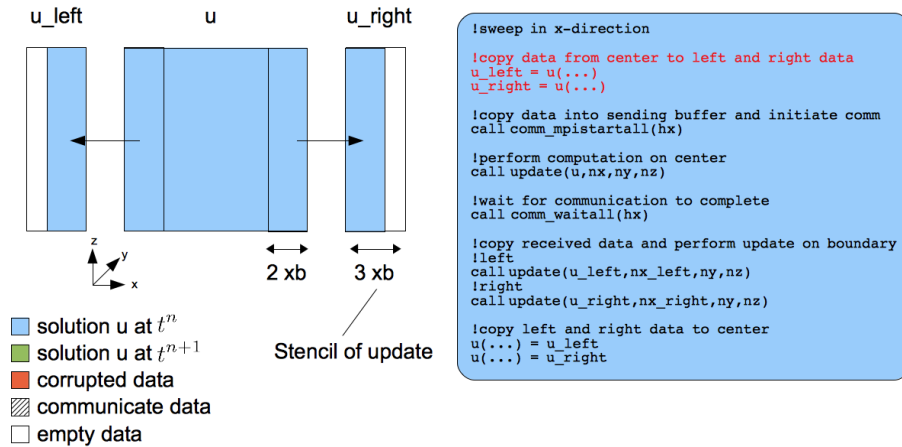 u_left
u
u_right
z
y
x
2 xb
3 xb
Stencil of update
solution u at t^n
solution u at t^{n+1}
corrupted data
communicate data
empty data
!sweep in x-direction
!copy data from center to left and right data
u_left = u(...)
u_right = u(...)
!copy data into sending buffer and initiate comm
call comm_mpistartall(hx)
!perform computation on center
call update(u,nx,ny,nz)
!wait for communication to complete
call comm_waitall(hx)
!copy received data and perform update on boundary
!left
call update(u_left,nx_left,ny,nz)
!right
call update(u_right,nx_right,ny,nz)
!copy left and right data to center
u(...) = u_left
u(...) = u_right